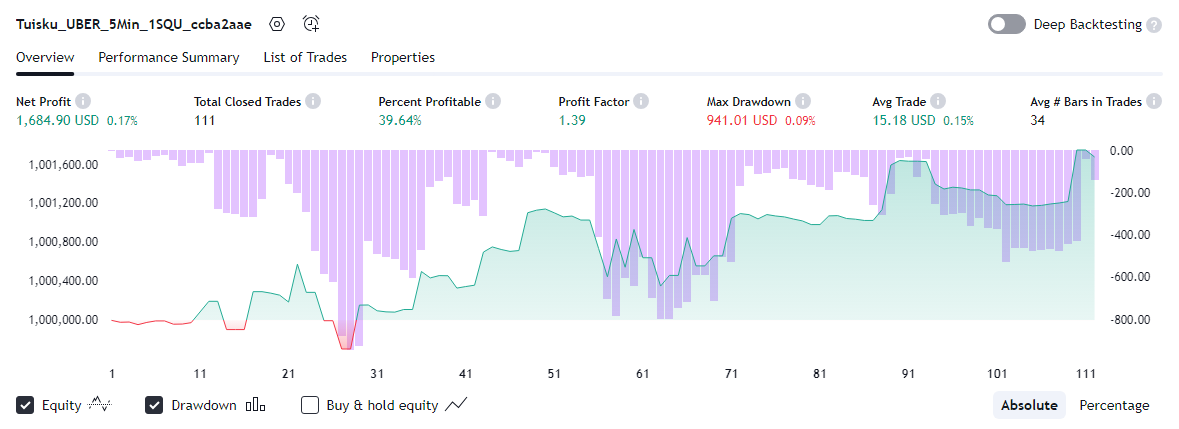 Tuisku_UBER_5Min_1SQU_ccba2aae Deep Backtesting ?
Overview Performance Summary List of Trades Properties
Net Profit i Total Closed Trades i Percent Profitable i Profit Factor i Max Drawdown i Avg Trade i Avg # Bars in Trades i
1,684.90 USD 0.17% 111 39.64% 1.39 941.01 USD 0.09% 15.18 USD 0.15% 34
1,001,600.00 0.00
1,001,200.00 -200.00
1,000,800.00 -400.00
1,000,400.00 -600.00
1,000,000.00 -800.00
1 11 21 31 41 51 61 71 81 91 101 111
Equity Drawdown Buy & hold equity Absolute Percentage